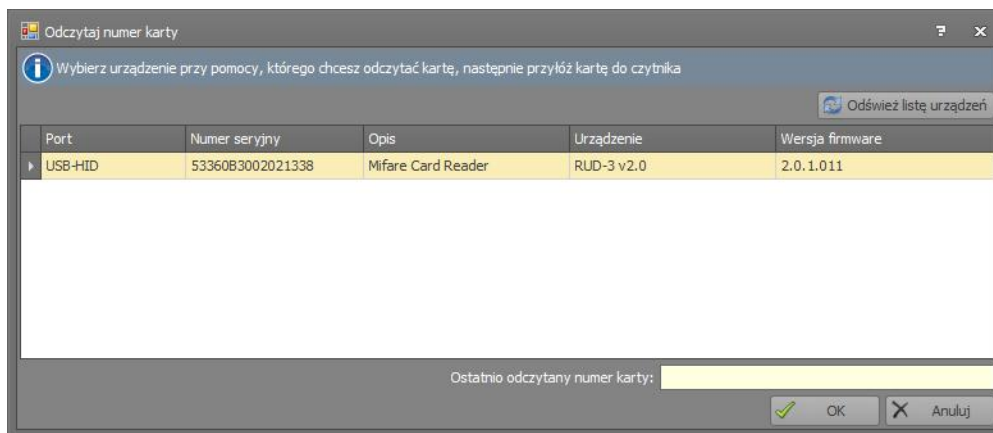 Odczytaj numer karty
Wybierz urządzenie przy pomocy, którego chcesz odczytać kartę, następnie przyłóż kartę do czytnika
Odśwież listę urządzeń
Port Numer seryjny Opis Urządzenie Wersja firmware
USB-HID 53360B3002021338 Mifare Card Reader RUD-3 v2.0 2.0.1.011
Ostatnio odczytany numer karty:
OK Anuluj